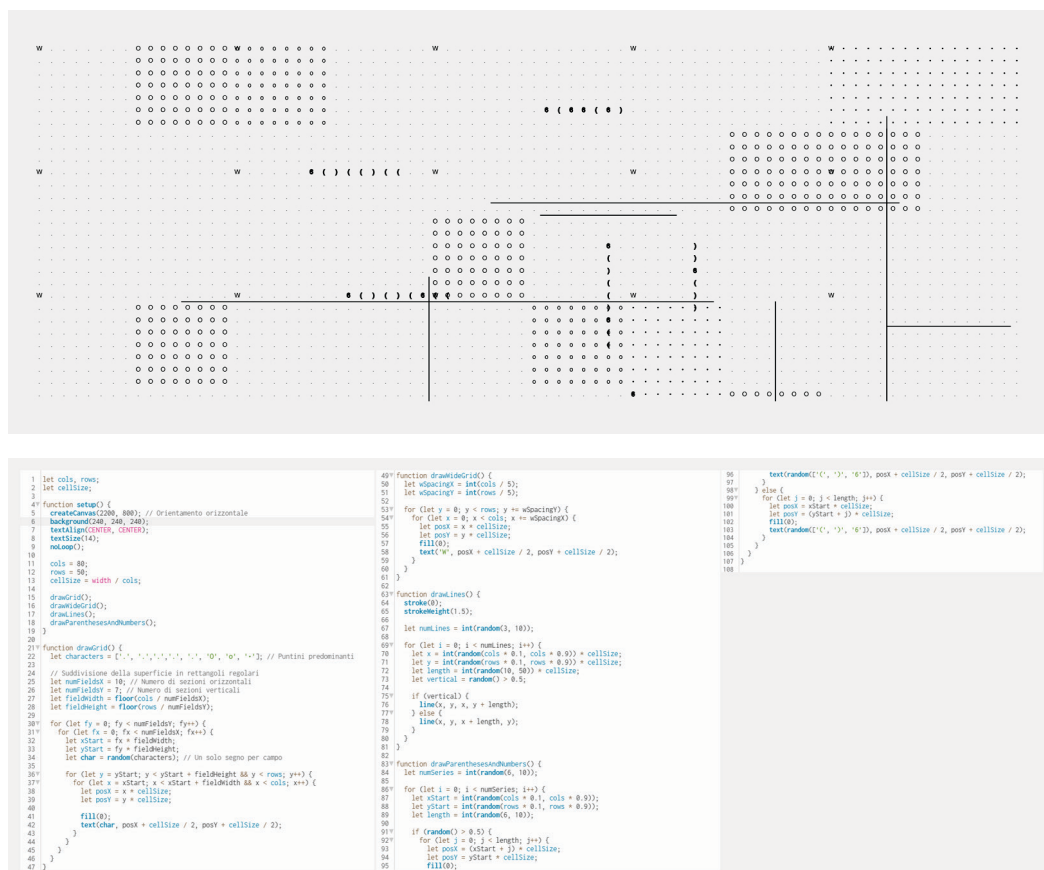 6 ( 6 6 ( 6 )
6 ( ) ( ( ) ( (
1 let cols, rows;
2 let cellSize;
3
4 function setup() {
5 createCanvas(2200, 800); // Orientamento orizzontale
6 background(240, 240, 240);
7 textAlign(CENTER, CENTER);
8 textSize(14);
9 noLoop();
10
11 cols = 80;
12 rows = 50;
13 cellSize = width / cols;
14
15 drawGrid();
16 drawWideGrid();
17 drawLines();
18 drawParenthesesAndNumbers();
19 }
20
21 function drawGrid() {
22 let characters = ['.', '.','.','.', '.', 'O', 'o', '-']; // Puntini predominanti
23
24 // Suddivisione della superficie in rettangoli regolari
25 let numFieldsX = 10; // Numero di sezioni orizzontali
26 let numFieldsY = 7; // Numero di sezioni verticali
27 let fieldWidth = floor(cols / numFieldsX);
28 let fieldHeight = floor(rows / numFieldsY);
29
30 for (let fy = 0; fy < numFieldsY; fy++) {
31 for (let fx = 0; fx < numFieldsX; fx++) {
32 let xStart = fx * fieldWidth;
33 let yStart = fy * fieldHeight;
34 let char = random(characters); // Un solo segno per campo
35
36 for (let y = yStart; y < yStart + fieldHeight && y < rows; y++) {
37 for (let x = xStart; x < xStart + fieldWidth && x < cols; x++) {
38 let posX = x * cellSize;
39 let posY = y * cellSize;
40
41 fill(0);
42 text(char, posX + cellSize / 2, posY + cellSize / 2);
43 }
44 }
45 }
46 }
47 }
49 function drawWideGrid() {
50 let wSpacingX = int(cols / 5);
51 let wSpacingY = int(rows / 5);
52
53 for (let y = 0; y < rows; y += wSpacingY) {
54 for (let x = 0; x < cols; x += wSpacingX) {
55 let posX = x * cellSize;
56 let posY = y * cellSize;
57 fill(0);
58 text('W', posX + cellSize / 2, posY + cellSize / 2);
59 }
60 }
61 }
62
63 function drawLines() {
64 stroke(0);
65 strokeWeight(1.5);
66
67 let numLines = int(random(3, 10));
68
69 for (let i = 0; i < numLines; i++) {
70 let x = int(random(cols * 0.1, cols * 0.9)) * cellSize;
71 let y = int(random(rows * 0.1, rows * 0.9)) * cellSize;
72 let length = int(random(10, 50)) * cellSize;
73 let vertical = random() > 0.5;
74
75 if (vertical) {
76 line(x, y, x, y + length);
77 } else {
78 line(x, y, x + length, y);
79 }
80 }
81 }
82
83 function drawParenthesesAndNumbers() {
84 let numSeries = int(random(6, 10));
85
86 for (let i = 0; i < numSeries; i++) {
87 let xStart = int(random(cols * 0.1, cols * 0.9));
88 let yStart = int(random(rows * 0.1, rows * 0.9));
89 let length = int(random(6, 10));
90
91 if (random() > 0.5) {
92 for (let j = 0; j < length; j++) {
93 let posX = (xStart + j) * cellSize;
94 let posY = yStart * cellSize;
95 fill(0);
96 text(random(['(', ')', '6']), posX + cellSize / 2, posY + cellSize / 2);
97 }
98 } else {
99 for (let j = 0; j < length; j++) {
100 let posX = xStart * cellSize;
101 let posY = (yStart + j) * cellSize;
102 fill(0);
103 text(random(['(', ')', '6']), posX + cellSize / 2, posY + cellSize / 2);
104 }
105 }
106 }
107 }
108